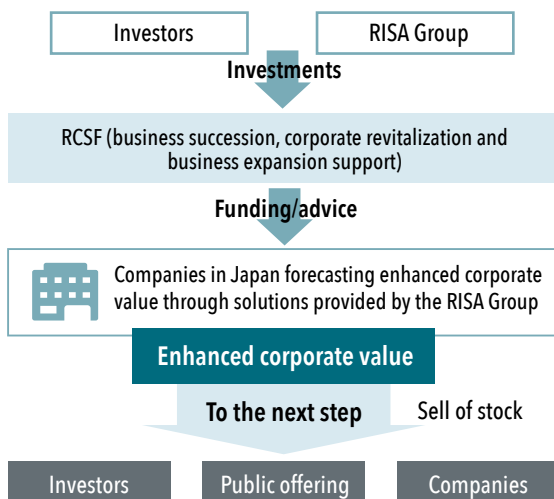 Investors
RISA Group
Investments
RCSF (business succession, corporate revitalization and
business expansion support)
Funding/advice
Companies in Japan forecasting enhanced corporate
value through solutions provided by the RISA Group
Enhanced corporate value
To the next step
Sell of stock
Investors
Public offering
Companies